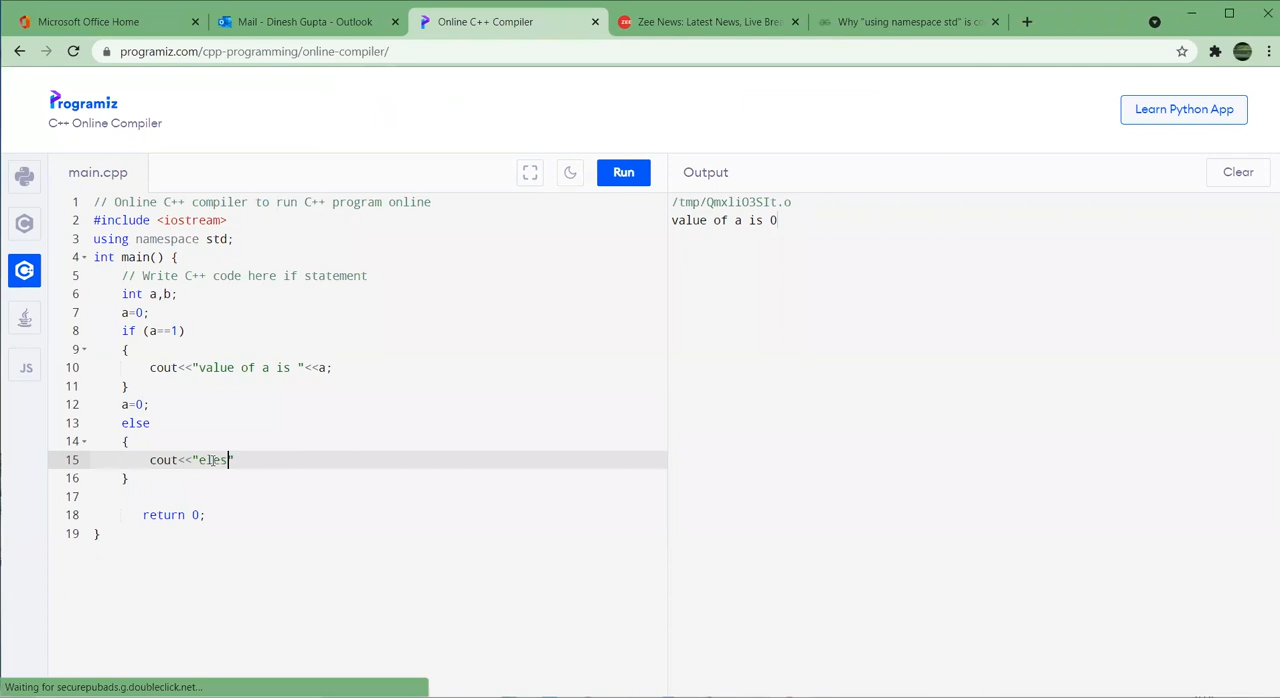 Microsoft Office Home
Mail - Dinesh Gupta - Outlook
Online C++ Compiler
Zee News: Latest News, Live Brea
Why "using namespace std" is co
programiz.com/cpp-programming/online-compiler/
Programiz
C++ Online Compiler
Learn Python App
main.cpp
Run
Output
Clear
1 // Online C++ compiler to run C++ program online
2 #include <iostream>
3 using namespace std;
4 int main() {
5 // Write C++ code here if statement
6 int a,b;
7 a=0;
8 if (a==1)
9 {
10 cout<<"value of a is "<<a;
11 }
12 a=0;
13 else
14 {
15 cout<<"eles"
16 }
17
18 return 0;
19 }
/tmp/QmxliO3SIt.o
value of a is 0
JS
Waiting for securepubads.g.doubleclick.net...